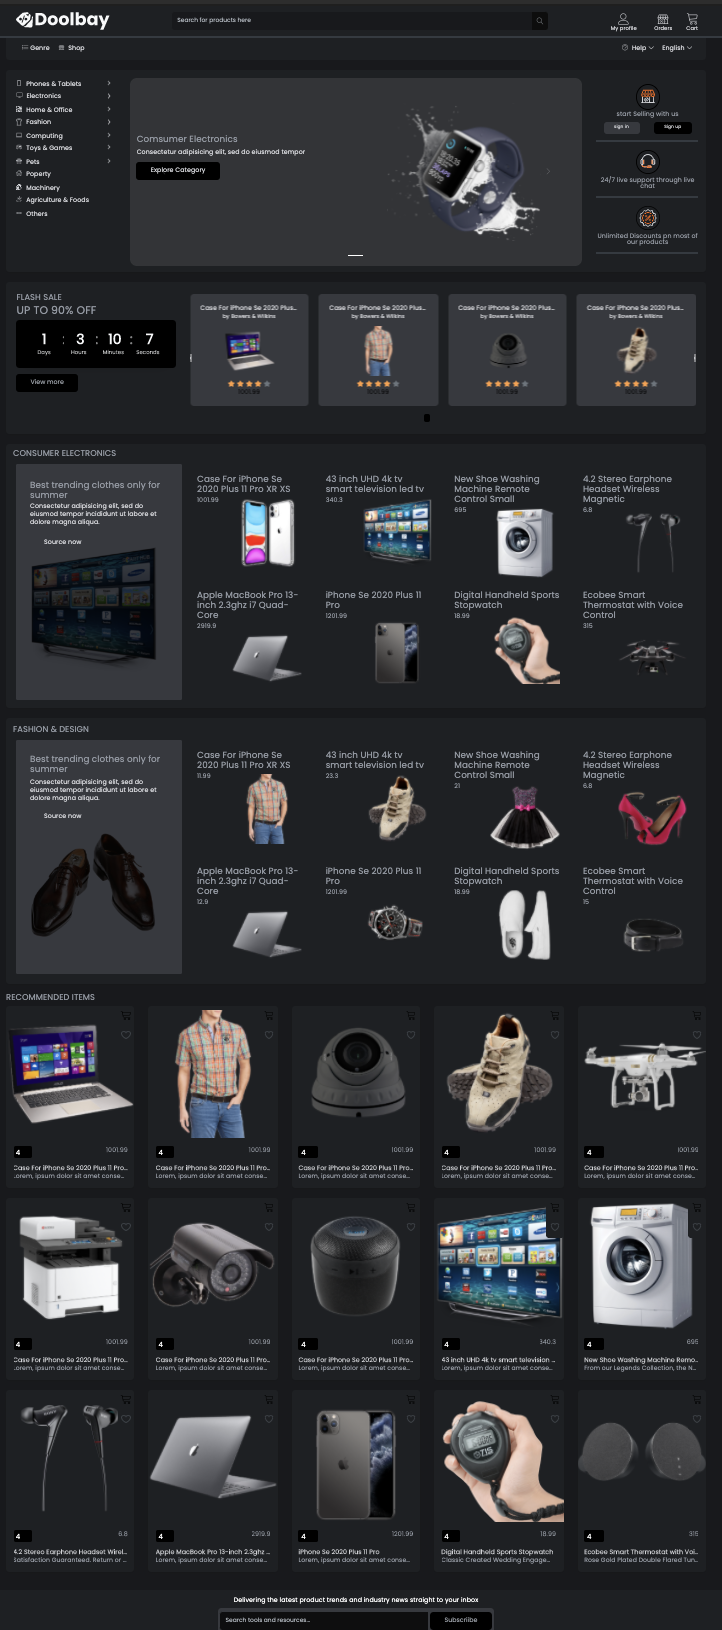 Doolbay
Search for products here
My profile
Orders
Cart
Genre
Shop
Help
English
Phones & Tablets
Electronics
Home & Office
Fashion
Computing
Toys & Games
Pets
Poperty
Machinery
Agriculture & Foods
Others
Comsumer Electronics
Consectetur adipisicing elit, sed do eiusmod tempor
Explore Category
start Selling with us
Sign in
Sign up
24/7 live support through live
chat
Unlimited Discounts pn most of
our products
FLASH SALE
UP TO 90% OFF
1 : 3 : 10 : 7
Days Hours Minutes Seconds
View more
Case For iPhone Se 2020 Plus...
by Bowers & Wilkins
1001.99
Case For iPhone Se 2020 Plus...
by Bowers & Wilkins
1001.99
Case For iPhone Se 2020 Plus...
by Bowers & Wilkins
1001.99
Case For iPhone Se 2020 Plus...
by Bowers & Wilkins
1001.99
CONSUMER ELECTRONICS
Best trending clothes only for
summer
Consectetur adipisicing elit, sed do
eiusmod tempor incididunt ut labore et
dolore magna aliqua.
Source now
Case For iPhone Se
2020 Plus 11 Pro XR XS
1001.99
43 inch UHD 4k tv
smart television led tv
340.3
New Shoe Washing
Machine Remote
Control Small
695
4.2 Stereo Earphone
Headset Wireless
Magnetic
6.8
Apple MacBook Pro 13-
inch 2.3ghz i7 Quad-
Core
2919.9
iPhone Se 2020 Plus 11
Pro
1201.99
Digital Handheld Sports
Stopwatch
18.99
Ecobee Smart
Thermostat with Voice
Control
315
FASHION & DESIGN
Best trending clothes only for
summer
Consectetur adipisicing elit, sed do
eiusmod tempor incididunt ut labore et
dolore magna aliqua.
Source now
Case For iPhone Se
2020 Plus 11 Pro XR XS
11.99
43 inch UHD 4k tv
smart television led tv
23.3
New Shoe Washing
Machine Remote
Control Small
21
4.2 Stereo Earphone
Headset Wireless
Magnetic
6.8
Apple MacBook Pro 13-
inch 2.3ghz i7 Quad-
Core
12.9
iPhone Se 2020 Plus 11
Pro
1201.99
Digital Handheld Sports
Stopwatch
18.99
Ecobee Smart
Thermostat with Voice
Control
15
RECOMMENDED ITEMS
4 1001.99
Case For iPhone Se 2020 Plus 11 Pro...
Lorem, ipsum dolor sit amet conse...
4 1001.99
Case For iPhone Se 2020 Plus 11 Pro...
Lorem, ipsum dolor sit amet conse...
4 1001.99
Case For iPhone Se 2020 Plus 11 Pro...
Lorem, ipsum dolor sit amet conse...
4 1001.99
Case For iPhone Se 2020 Plus 11 Pro...
Lorem, ipsum dolor sit amet conse...
4 1001.99
Case For iPhone Se 2020 Plus 11 Pro...
Lorem, ipsum dolor sit amet conse...
4 1001.99
Case For iPhone Se 2020 Plus 11 Pro...
Lorem, ipsum dolor sit amet conse...
4 1001.99
Case For iPhone Se 2020 Plus 11 Pro...
Lorem, ipsum dolor sit amet conse...
4 1001.99
Case For iPhone Se 2020 Plus 11 Pro...
Lorem, ipsum dolor sit amet conse...
4 340.3
43 inch UHD 4k tv smart television ...
Lorem, ipsum dolor sit amet conse...
4 695
New Shoe Washing Machine Remo...
From our Legends Collection, the N...
4 6.8
4.2 Stereo Earphone Headset Wirel...
Satisfaction Guaranteed. Return or ...
4 2919.9
Apple MacBook Pro 13-inch 2.3ghz ...
Lorem, ipsum dolor sit amet conse...
4 1201.99
iPhone Se 2020 Plus 11 Pro
Lorem, ipsum dolor sit amet conse...
4 18.99
Digital Handheld Sports Stopwatch
Classic Created Wedding Engage...
4 315
Ecobee Smart Thermostat with Voi...
Rose Gold Plated Double Flared Tun...
Delivering the latest product trends and industry news straight to your inbox
Search tools and resources...
Subscriibe